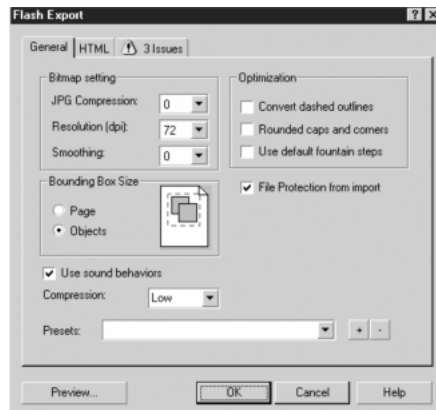 Flash Export
General HTML 3 Issues
Bitmap setting
JPG Compression: 0
Resolution (dpi): 72
Smoothing: 0
Optimization
Convert dashed outlines
Rounded caps and corners
Use default fountain steps
Bounding Box Size
Page
Objects
File Protection from import
Use sound behaviors
Compression: Low
Presets: + -
Preview... OK Cancel Help